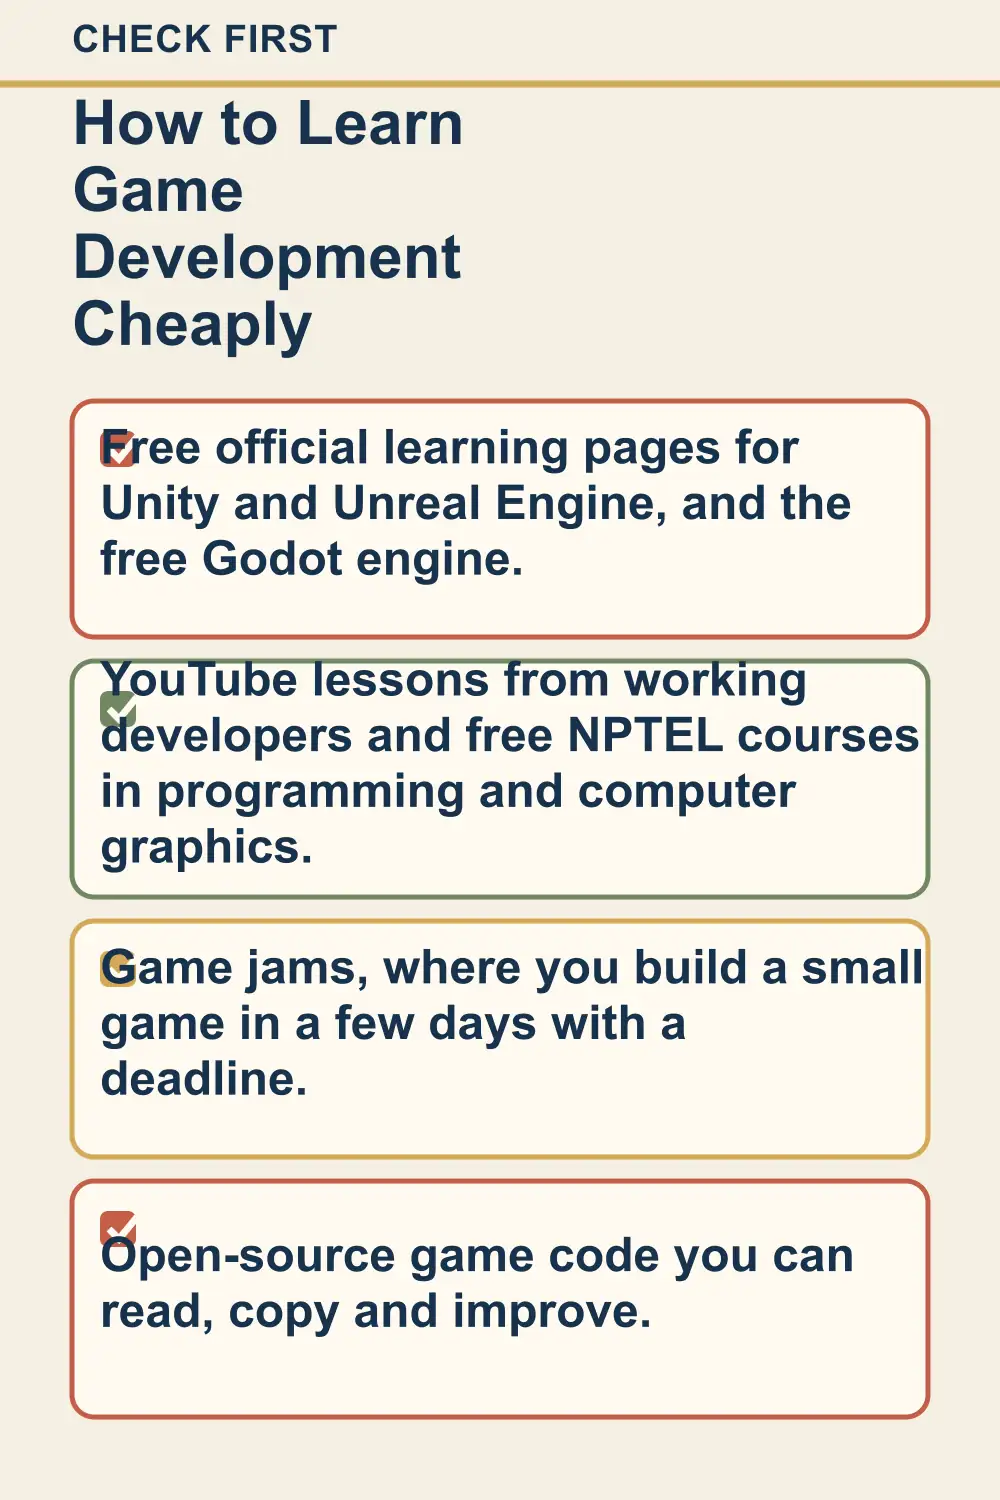 CHECK FIRST
How to Learn
Game
Development
Cheaply
Free official learning pages for
Unity and Unreal Engine, and the
free Godot engine.
YouTube lessons from working
developers and free NPTEL courses
in programming and computer
graphics.
Game jams, where you build a small
game in a few days with a
deadline.
Open-source game code you can
read, copy and improve.